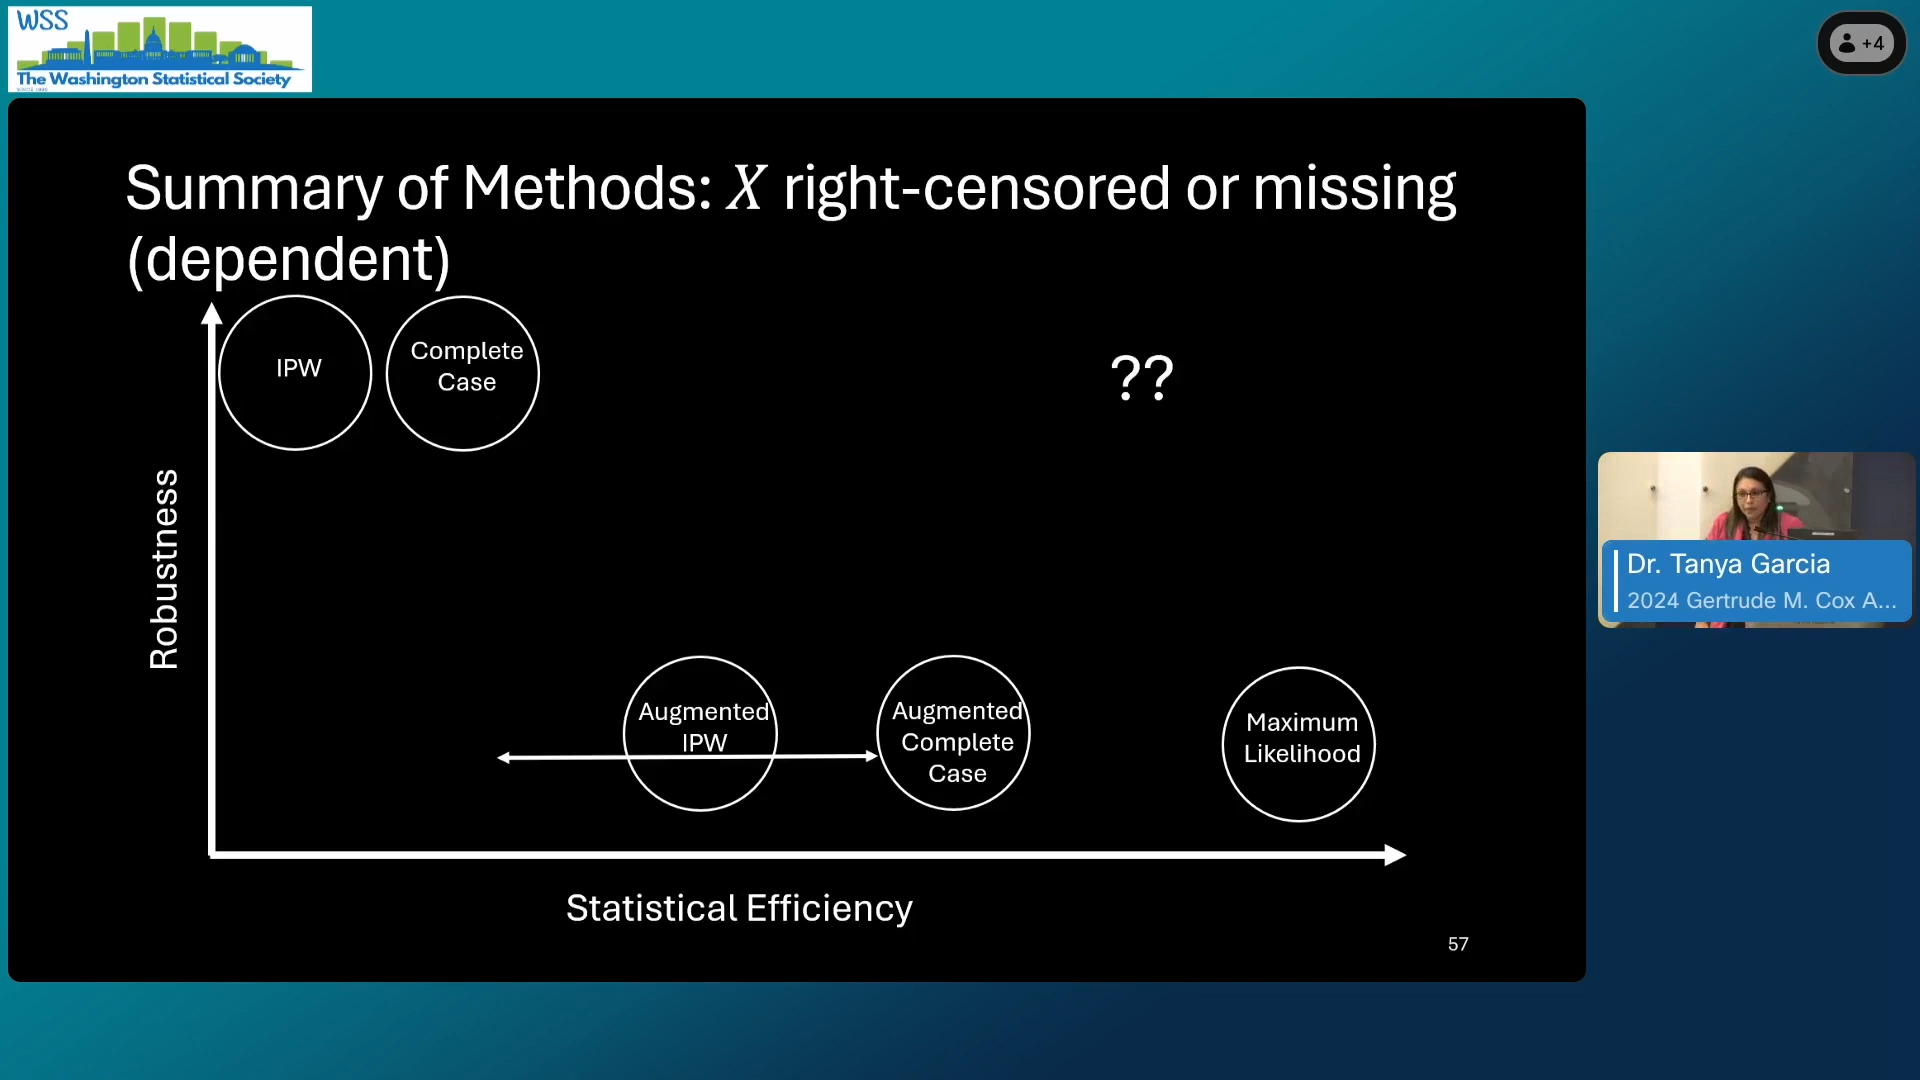 WSS
The Washington Statistical Society
+4
Summary of Methods: X right-censored or missing
(dependent)
IPW
Complete
Case
??
Robustness
Augmented
IPW
Augmented
Complete
Case
Maximum
Likelihood
Statistical Efficiency
57
Dr. Tanya Garcia
2024 Gertrude M. Cox A...